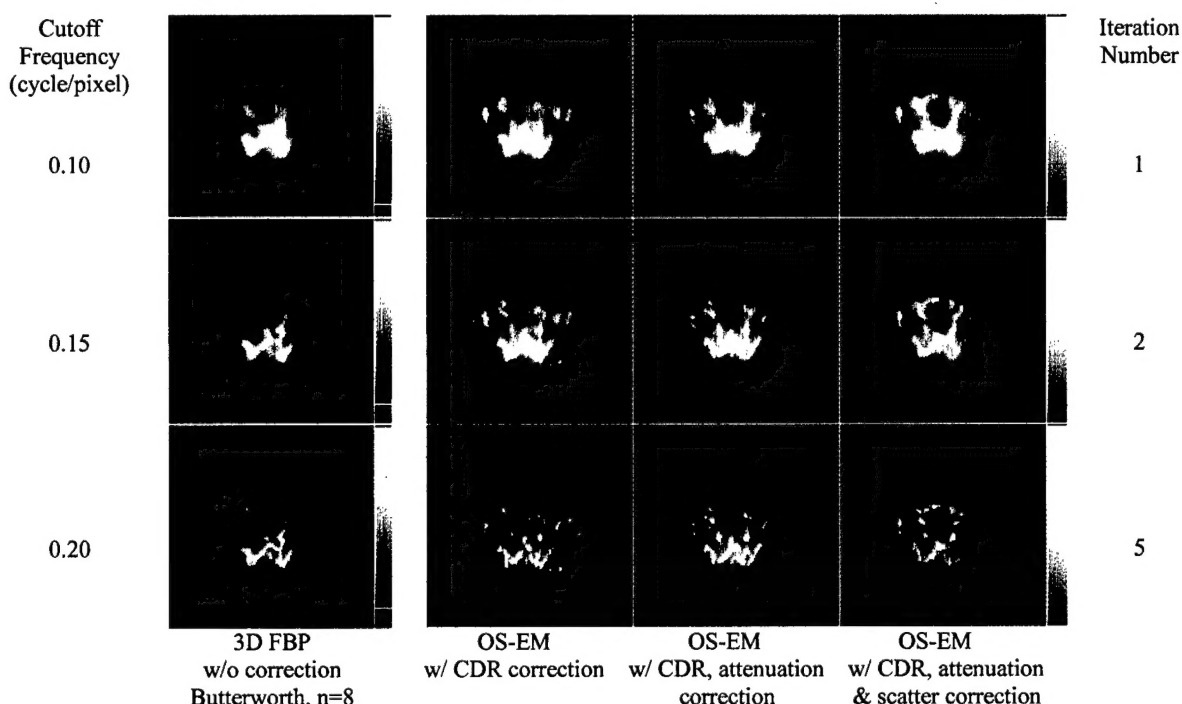 Cutoff
Frequency
(cycle/pixel)
Iteration
Number
0.10
1
0.15
2
0.20
5
3D FBP
w/o correction
Butterworth, n=8
OS-EM
w/ CDR correction
OS-EM
w/ CDR, attenuation
correction
OS-EM
w/ CDR, attenuation
& scatter correction